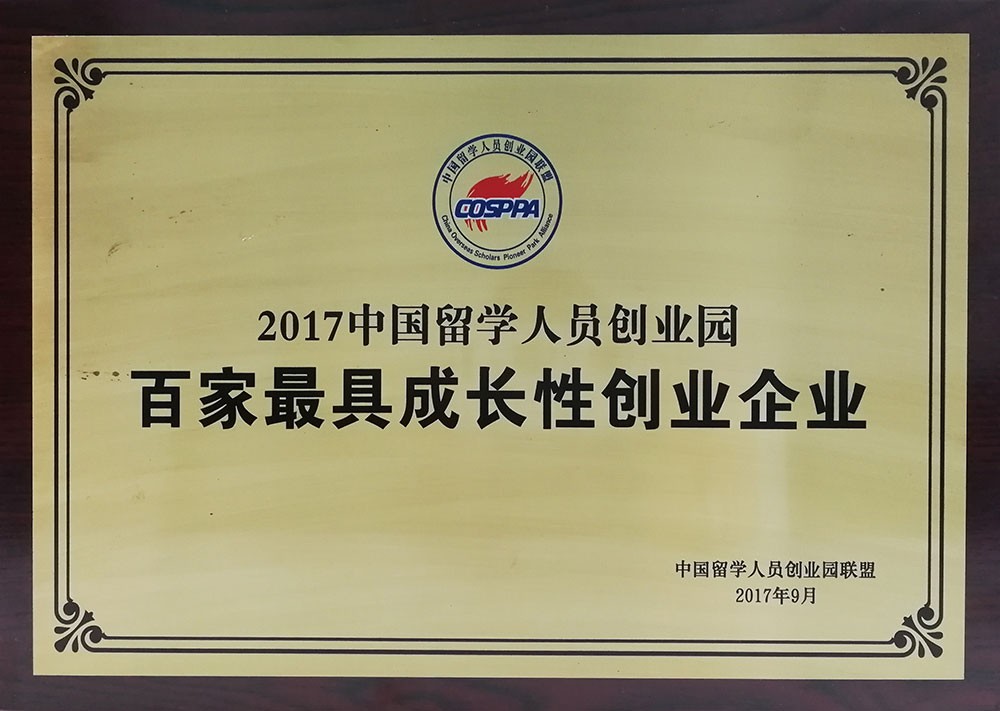 中国留学人员创业园联盟
COSPPA
China Overseas Scholars Pioneer Park Alliance
2017中国留学人员创业园
百家最具成长性创业企业
中国留学人员创业园联盟
2017年9月